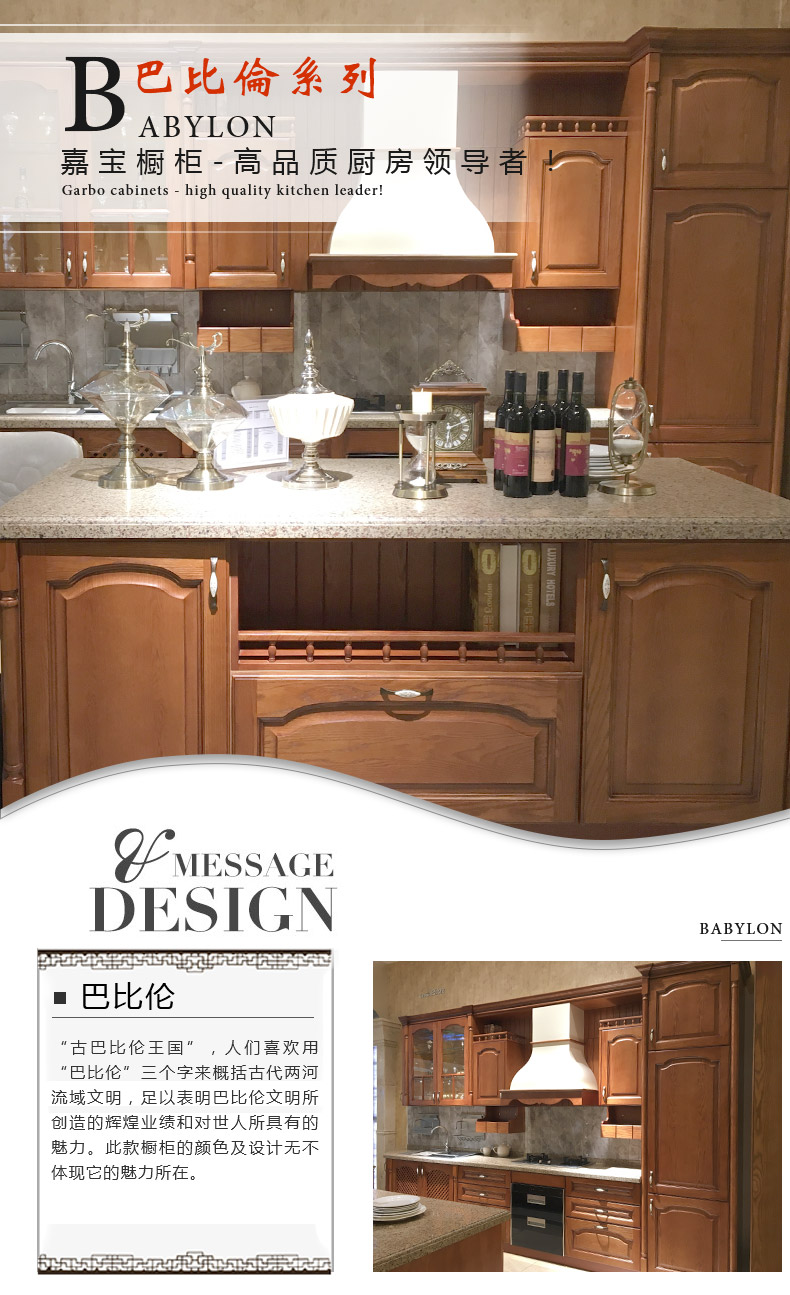 B巴比倫系列
ABYLON
嘉宝橱柜-高品质厨房领导者！
Garbo cabinets - high quality kitchen leader!
LUXURY HOTELS
& MESSAGE
DESIGN
BABYLON
■ 巴比伦
“古巴比伦王国”，人们喜欢用
“巴比伦”三个字来概括古代两河
流域文明，足以表明巴比伦文明所
创造的辉煌业绩和对世人所具有的
魅力。此款橱柜的颜色及设计无不
体现它的魅力所在。